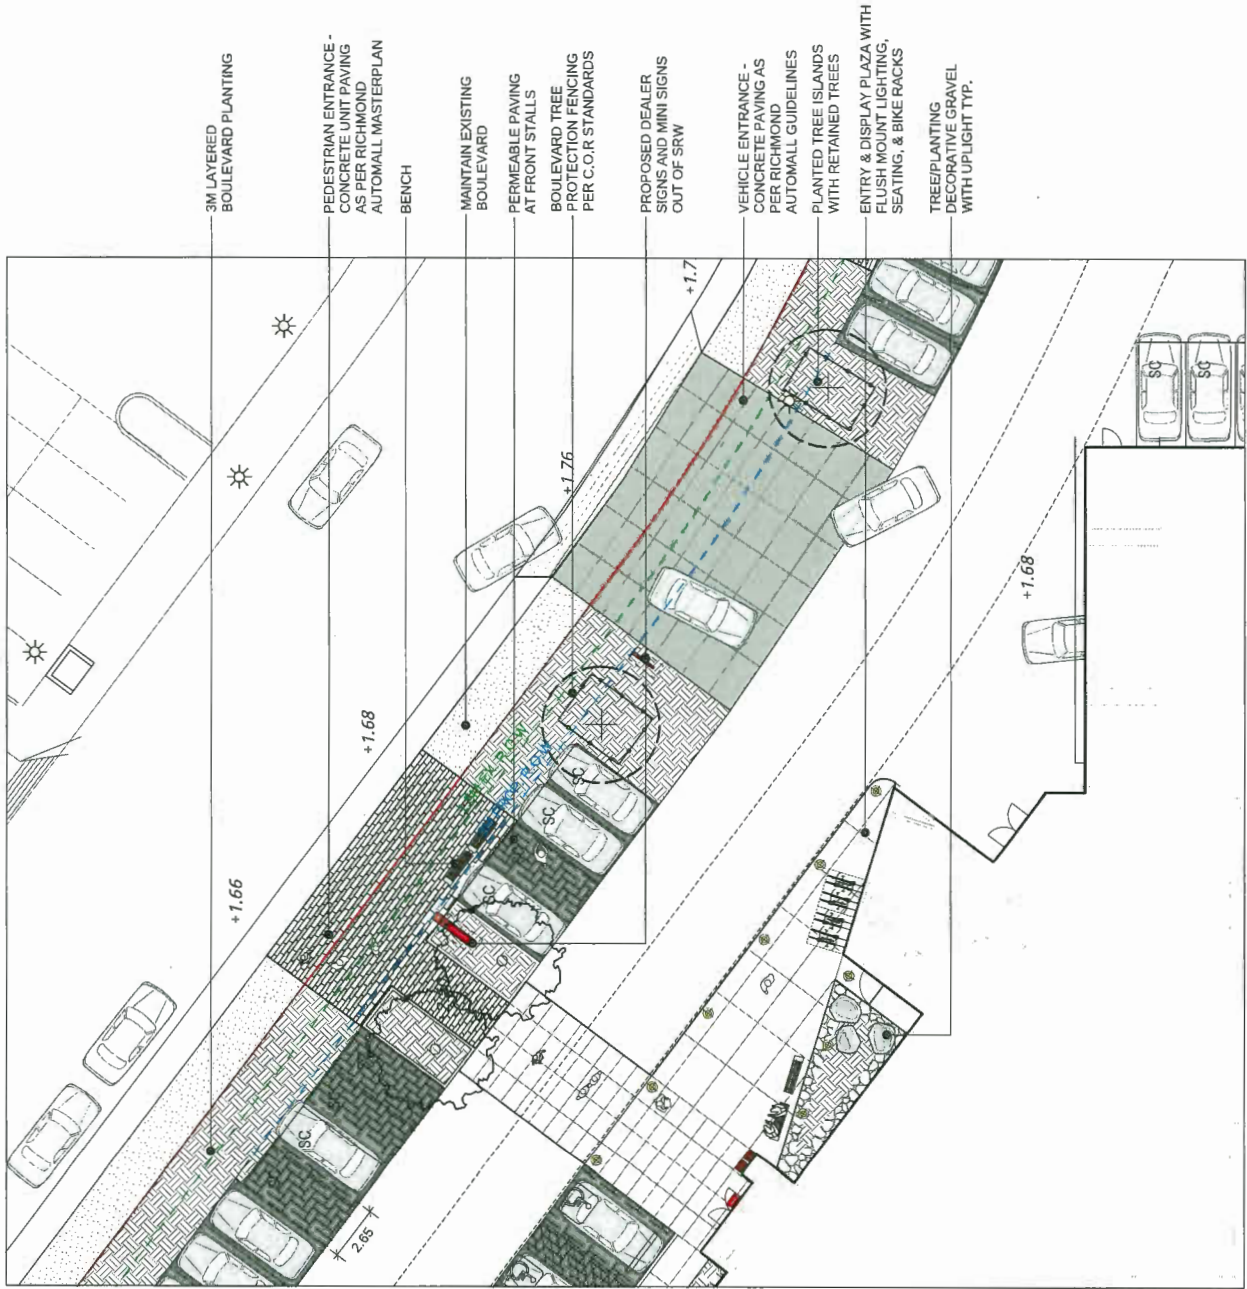 3M LAYERED
BOULEVARD PLANTING
PEDESTRIAN ENTRANCE -
CONCRETE UNIT PAVING
AS PER RICHMOND
AUTOMALL MASTERPLAN
BENCH
MAINTAIN EXISTING
BOULEVARD
PERMEABLE PAVING
AT FRONT STALLS
BOULEVARD TREE
PROTECTION FENCING
PER C.O.R STANDARDS
PROPOSED DEALER
SIGNS AND MINI SIGNS
OUT OF SRW
VEHICLE ENTRANCE -
CONCRETE PAVING AS
PER RICHMOND
AUTOMALL GUIDELINES
PLANTED TREE ISLANDS
WITH RETAINED TREES
ENTRY & DISPLAY PLAZA WITH
FLUSH MOUNT LIGHTING,
SEATING, & BIKE RACKS
TREE/PLANTING
DECORATIVE GRAVEL
WITH UPLIGHT TYP.
+1.66
+1.68
+1.76
+1.7
+1.68
EX R.O.W
PROP R.O.W
SC
SC
SC
SC
SC
SC
2.65